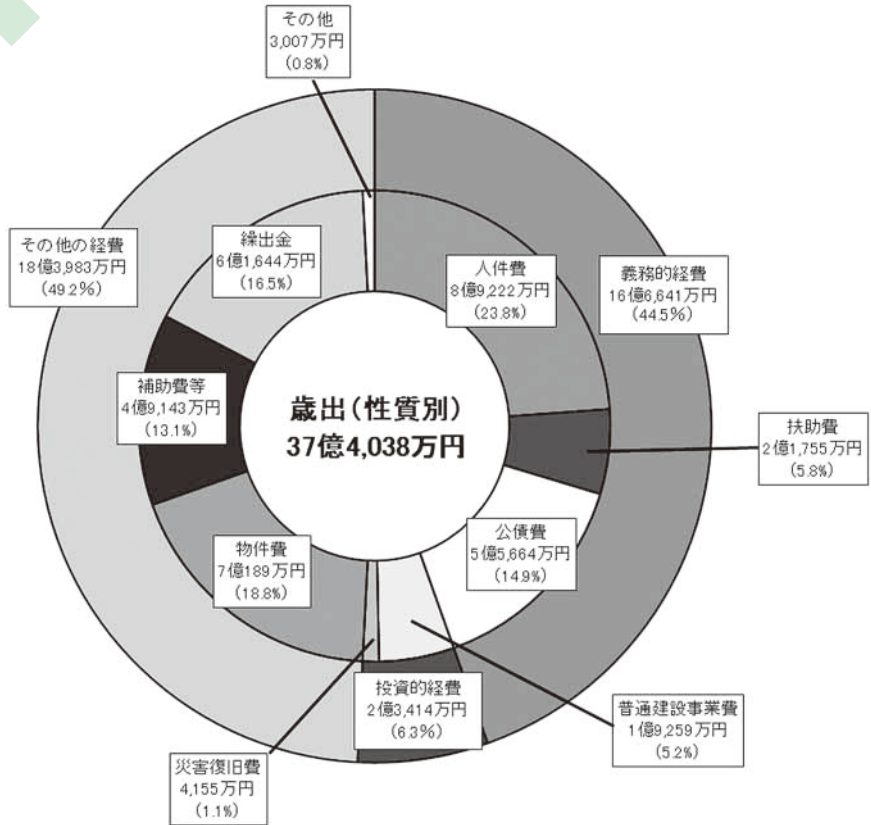 その他
3,007万円
(0.8%)
繰出金
6億1,644万円
(16.5%)
その他の経費
18億3,983万円
(49.2%)
人件費
8億9,222万円
(23.8%)
義務的経費
16億6,641万円
(44.5%)
補助費等
4億9,143万円
(13.1%)
歳出(性質別)
37億4,038万円
扶助費
2億1,755万円
(5.8%)
公債費
5億5,664万円
(14.9%)
物件費
7億189万円
(18.8%)
投資的経費
2億3,414万円
(6.3%)
普通建設事業費
1億9,259万円
(5.2%)
災害復旧費
4,155万円
(1.1%)